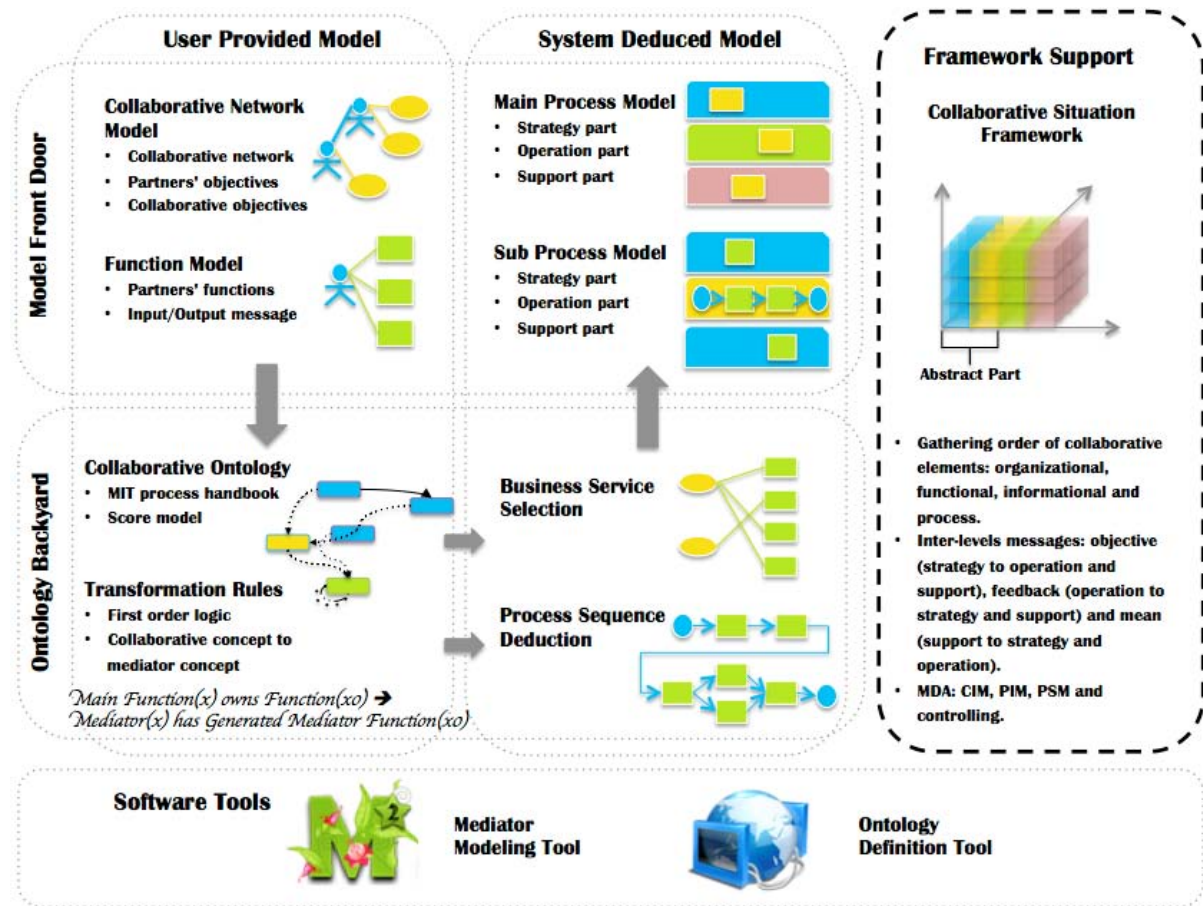 User Provided Model
System Deduced Model
Model Front Door
Collaborative Network
Model
• Collaborative network
• Partners' objectives
• Collaborative objectives
Function Model
• Partners' functions
• Input/Output message
Main Process Model
• Strategy part
• Operation part
• Support part
Sub Process Model
• Strategy part
• Operation part
• Support part
Ontology Backyard
Collaborative Ontology
• MIT process handbook
• Score model
Transformation Rules
• First order logic
• Collaborative concept to
mediator concept
Main Function(x) owns Function(xo) →
Mediator(x) has Generated Mediator Function(xo)
Business Service
Selection
Process Sequence
Deduction
Framework Support
Collaborative Situation
Framework
Abstract Part
• Gathering order of collaborative
elements: organizational,
functional, informational and
process.
• Inter-levels messages: objective
(strategy to operation and
support), feedback (operation to
strategy and support) and mean
(support to strategy and
operation).
• MDA: CIM, PIM, PSM and
controlling.
Software Tools
M
2
Mediator
Modeling Tool
Ontology
Definition Tool